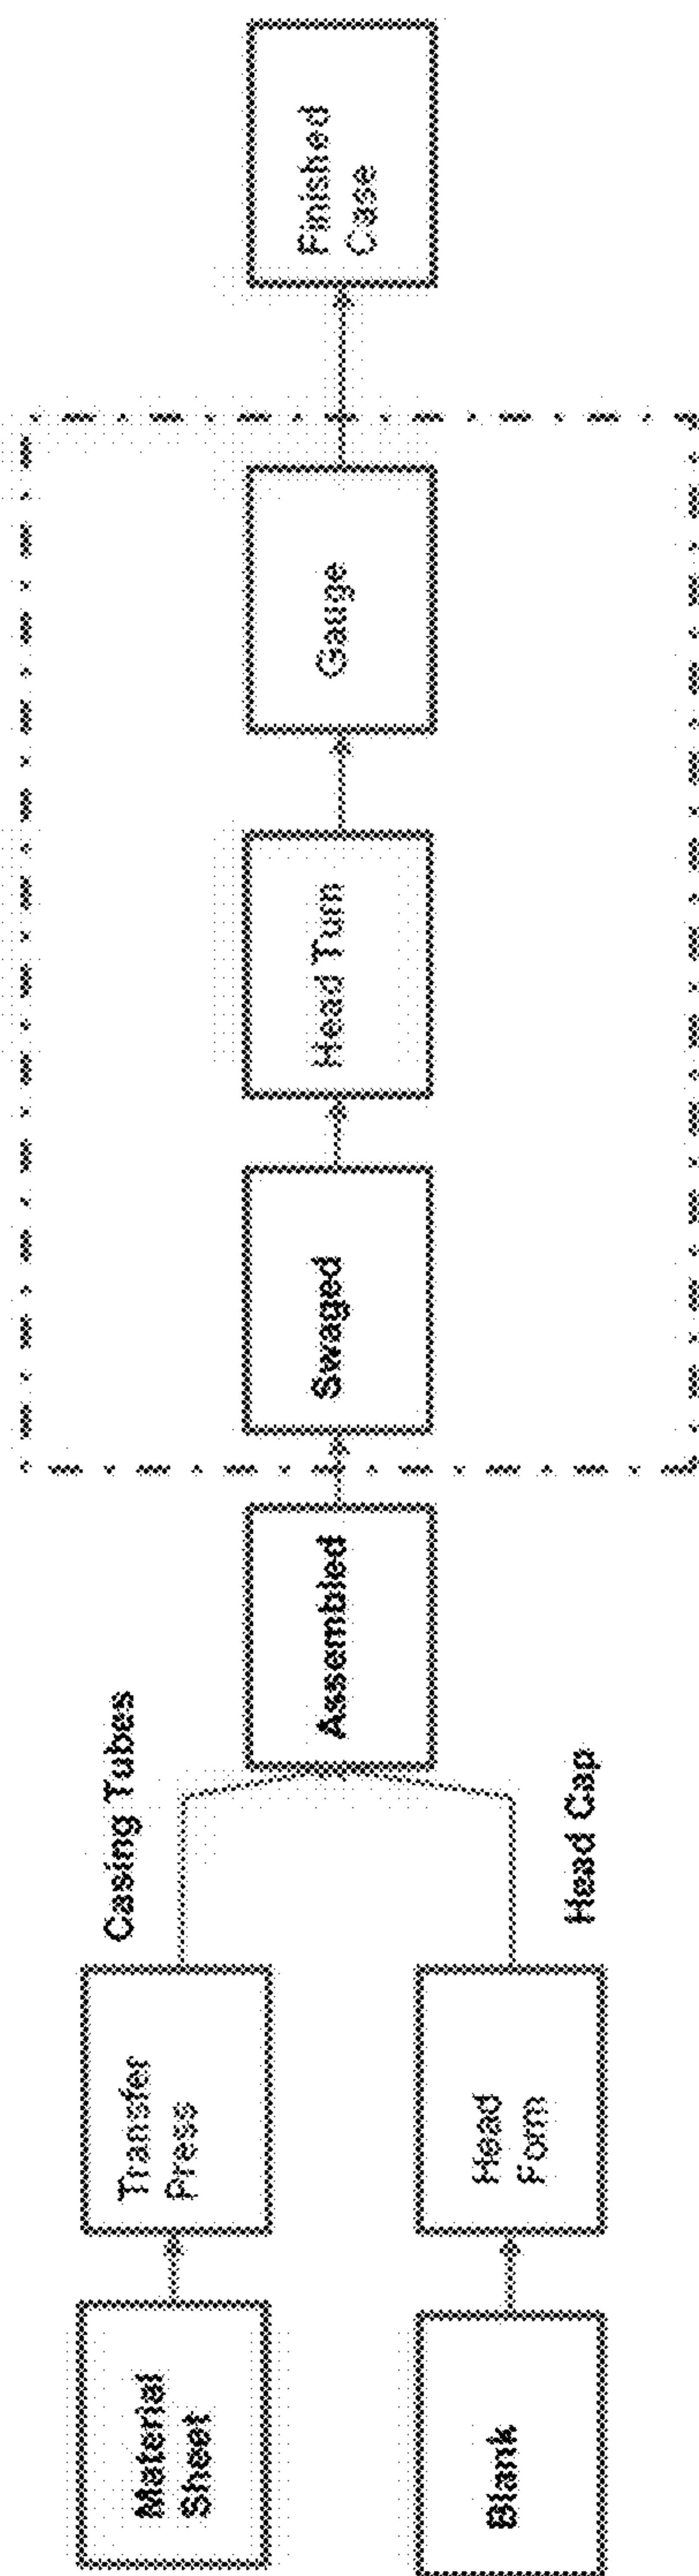 Material
Sheet
Transfer
Press
Casing Tubes
Blank
Head
Form
Head Cap
Assembled
Swaged
Head Turn
Gauge
Finished
Case